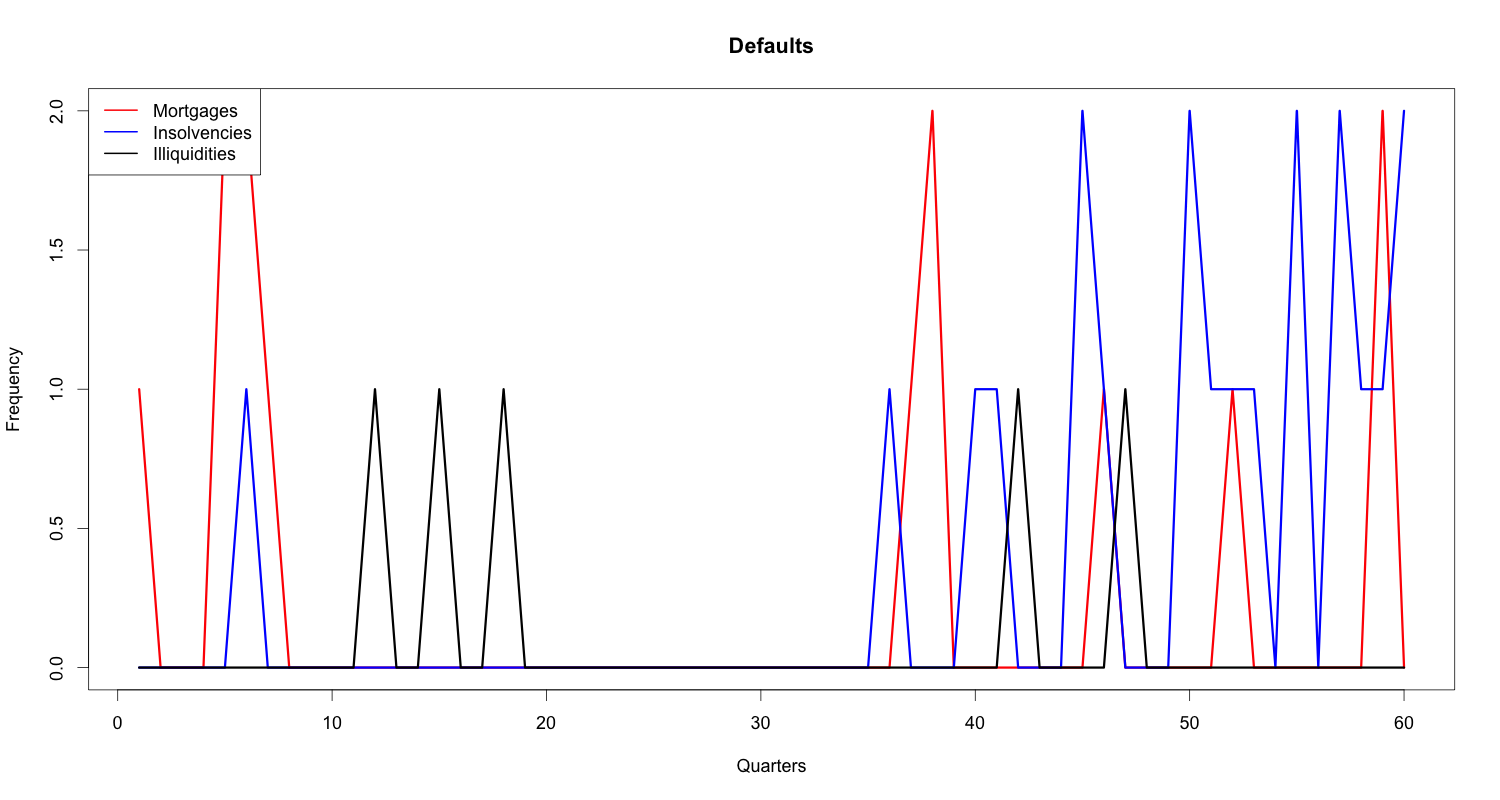 Defaults
Mortgages
Insolvencies
Illiquidities
Frequency
2.0
1.5
1.0
0.5
0.0
0 10 20 30 40 50 60
Quarters